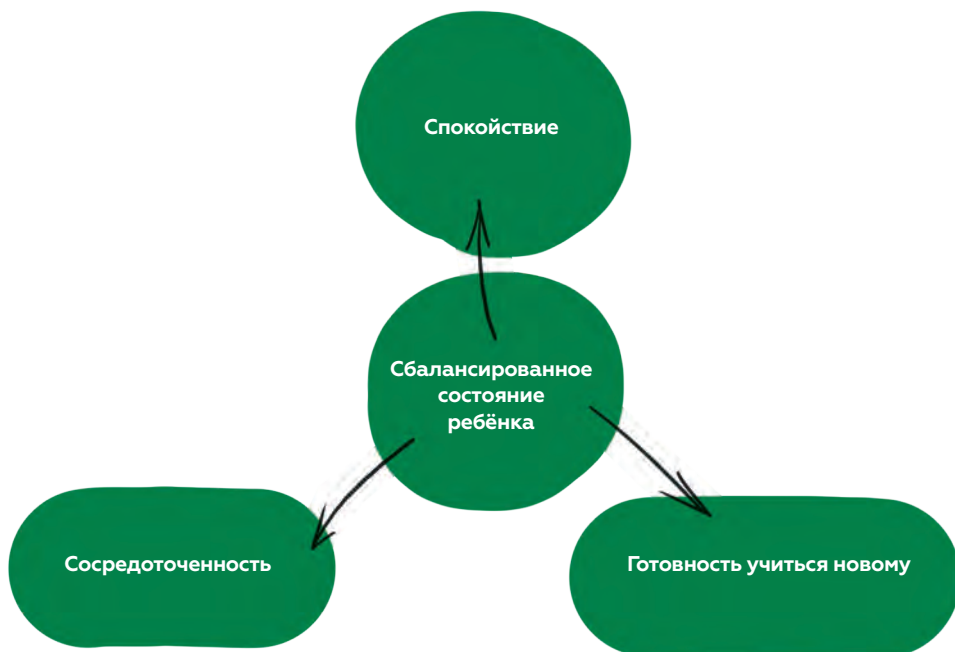 Спокойствие
Сбалансированное
состояние
ребёнка
Сосредоточенность
Готовность учиться новому